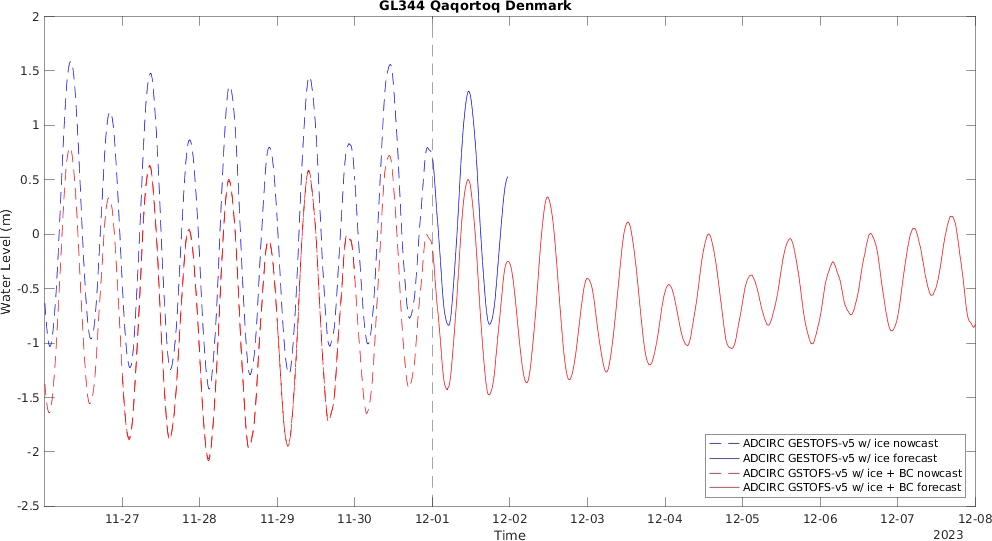 GL344 Qaqortoq Denmark
2
1.5
1
0.5
0
-0.5
-1
-1.5
-2
-2.5
Water Level (m)
11-27 11-28 11-29 11-30 12-01 12-02 12-03 12-04 12-05 12-06 12-07 12-08
Time
2023
ADCIRC GESTOFS-v5 w/ ice nowcast
ADCIRC GESTOFS-v5 w/ ice forecast
ADCIRC GSTOFS-v5 w/ ice + BC nowcast
ADCIRC GSTOFS-v5 w/ ice + BC forecast